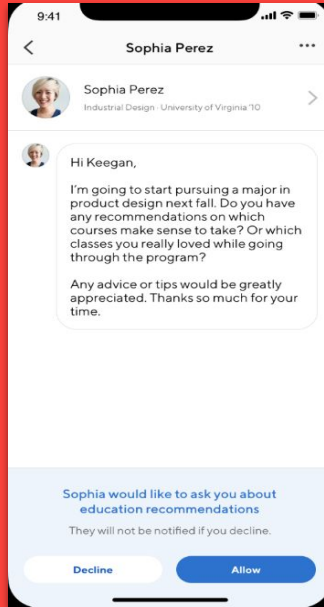 9:41
Sophia Perez
Sophia Perez
Industrial Design · University of Virginia '10
Hi Keegan,
I'm going to start pursuing a major in
product design next fall. Do you have
any recommendations on which
courses make sense to take? Or which
classes you really loved while going
through the program?
Any advice or tips would be greatly
appreciated. Thanks so much for your
time.
Sophia would like to ask you about
education recommendations
They will not be notified if you decline.
Decline
Allow